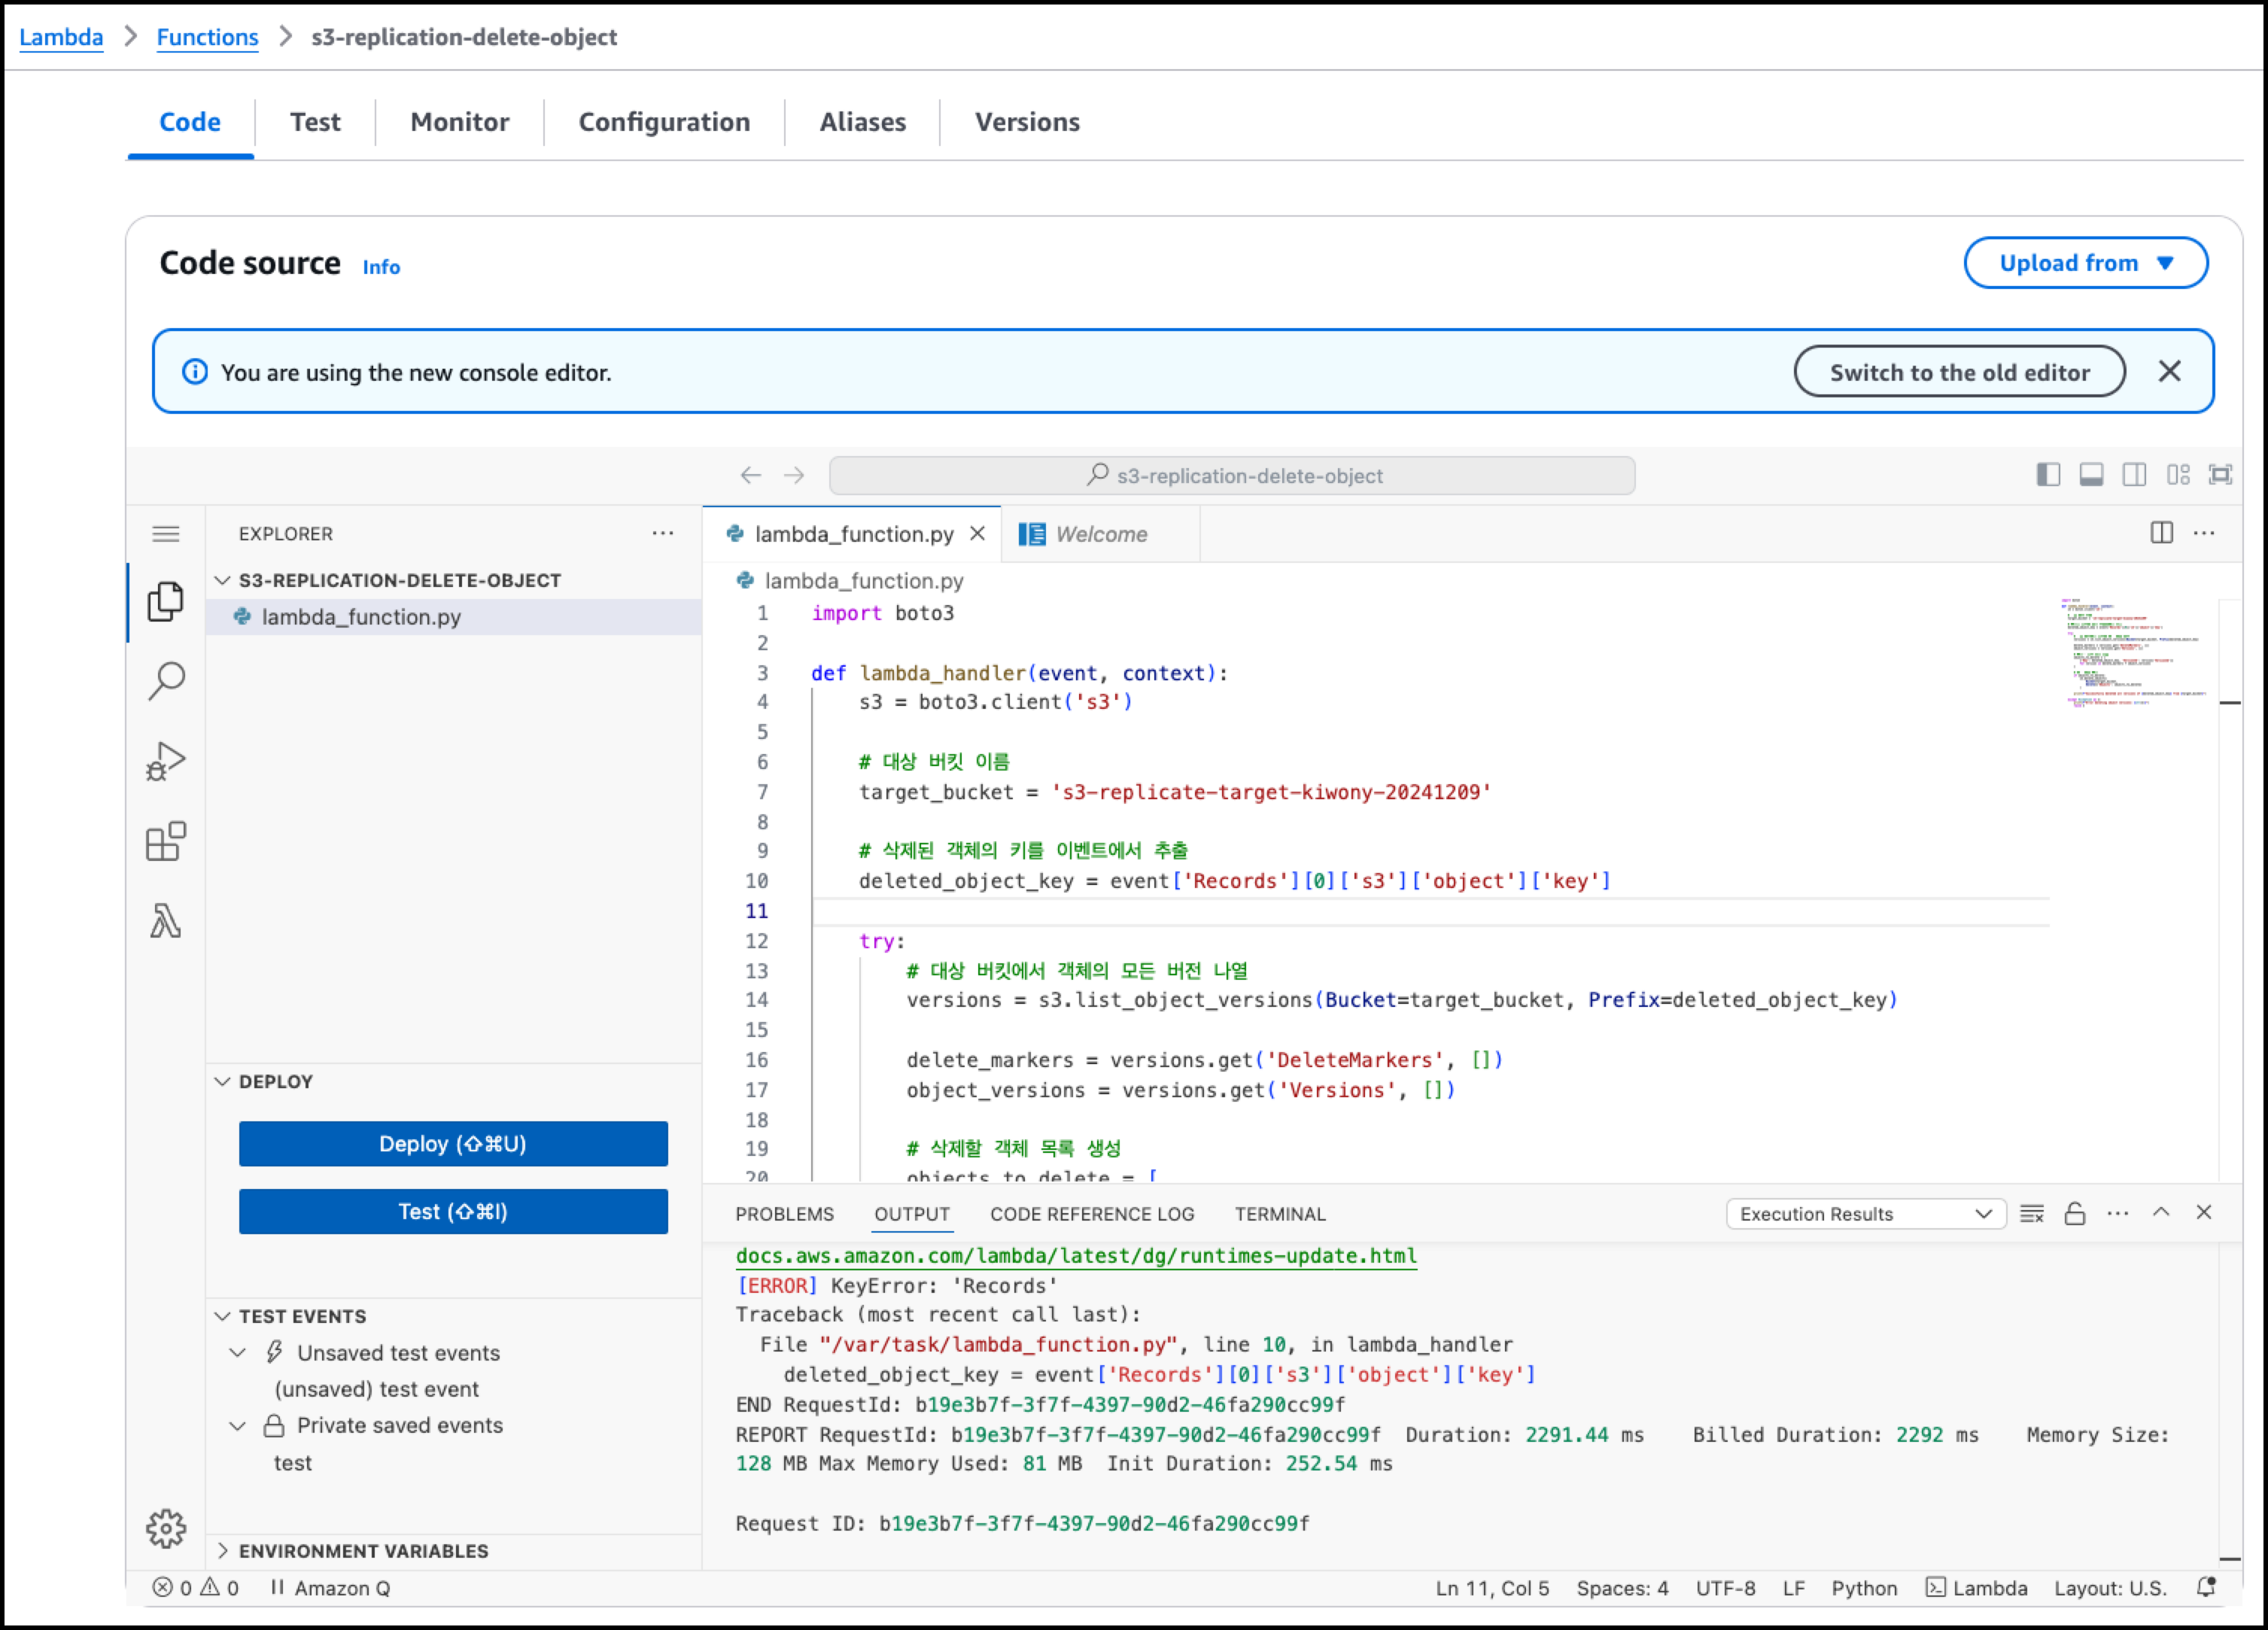 Lambda > Functions > s3-replication-delete-object
Code Test Monitor Configuration Aliases Versions
Code source Info Upload from
You are using the new console editor. Switch to the old editor
s3-replication-delete-object
EXPLORER
S3-REPLICATION-DELETE-OBJECT
lambda_function.py
DEPLOY
Deploy (⇧⌘U)
Test (⇧⌘I)
TEST EVENTS
Unsaved test events
(unsaved) test event
Private saved events
test
ENVIRONMENT VARIABLES
lambda_function.py Welcome
lambda_function.py
1 import boto3
2
3 def lambda_handler(event, context):
4 s3 = boto3.client('s3')
5
6 # 대상 버킷 이름
7 target_bucket = 's3-replicate-target-kiwony-20241209'
8
9 # 삭제된 객체의 키를 이벤트에서 추출
10 deleted_object_key = event['Records'][0]['s3']['object']['key']
11
12 try:
13 # 대상 버킷에서 객체의 모든 버전 나열
14 versions = s3.list_object_versions(Bucket=target_bucket, Prefix=deleted_object_key)
15
16 delete_markers = versions.get('DeleteMarkers', [])
17 object_versions = versions.get('Versions', [])
18
19 # 삭제할 객체 목록 생성
20 objects_to_delete = [
PROBLEMS OUTPUT CODE REFERENCE LOG TERMINAL Execution Results
docs.aws.amazon.com/lambda/latest/dg/runtimes-update.html
[ERROR] KeyError: 'Records'
Traceback (most recent call last):
File "/var/task/lambda_function.py", line 10, in lambda_handler
deleted_object_key = event['Records'][0]['s3']['object']['key']
END RequestId: b19e3b7f-3f7f-4397-90d2-46fa290cc99f
REPORT RequestId: b19e3b7f-3f7f-4397-90d2-46fa290cc99f Duration: 2291.44 ms Billed Duration: 2292 ms Memory Size:
128 MB Max Memory Used: 81 MB Init Duration: 252.54 ms
Request ID: b19e3b7f-3f7f-4397-90d2-46fa290cc99f
0 0 Amazon Q Ln 11, Col 5 Spaces: 4 UTF-8 LF Python Lambda Layout: U.S.